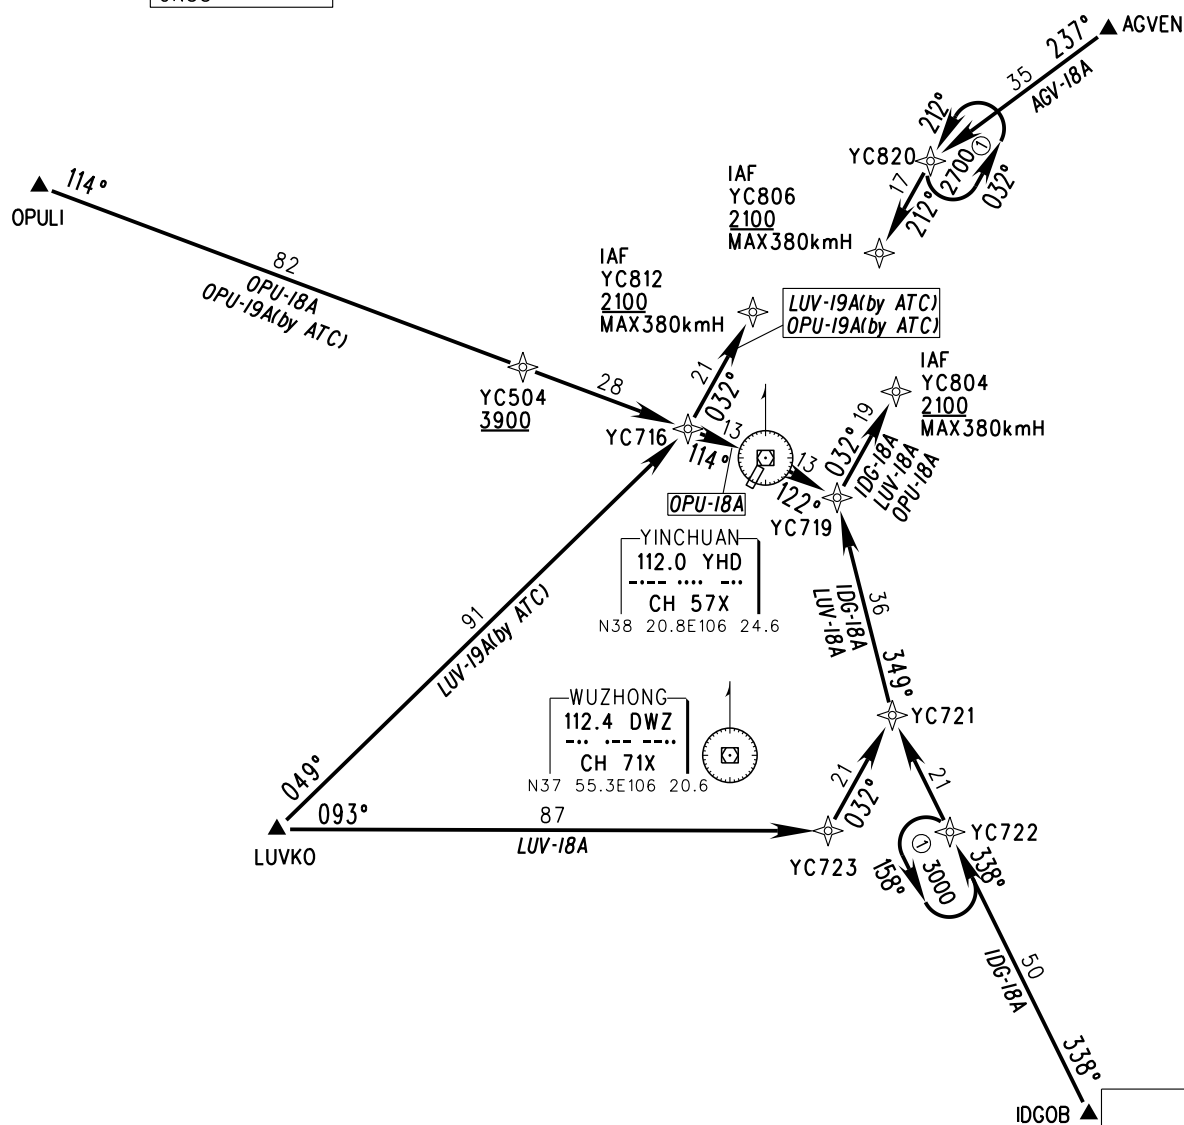 AGVEN
237°
35
AGV-18A
212°
YC820
2700①
032°
17
212°
IAF
YC806
2100
MAX380kmH
114°
OPULI
82
OPU-18A
OPU-19A(by ATC)
IAF
YC812
2100
MAX380kmH
LUV-19A(by ATC)
OPU-19A(by ATC)
21
032°
YC504
3900
28
YC716
13
114°
OPU-18A
13
122°
YC719
IAF
YC804
2100
MAX380kmH
19
032°
IDG-18A
LUV-18A
OPU-18A
YINCHUAN
112.0 YHD
-.-- .... -..
CH 57X
N38 20.8E106 24.6
91
LUV-19A(by ATC)
36
IDG-18A
LUV-18A
349°
YC721
WUZHONG
112.4 DWZ
-.. .-- --..
CH 71X
N37 55.3E106 20.6
049°
093°
LUVKO
87
LUV-18A
21
032°
YC723
21
YC722
338°
① 3000
158°
50
IDG-18A
338°
IDGOB